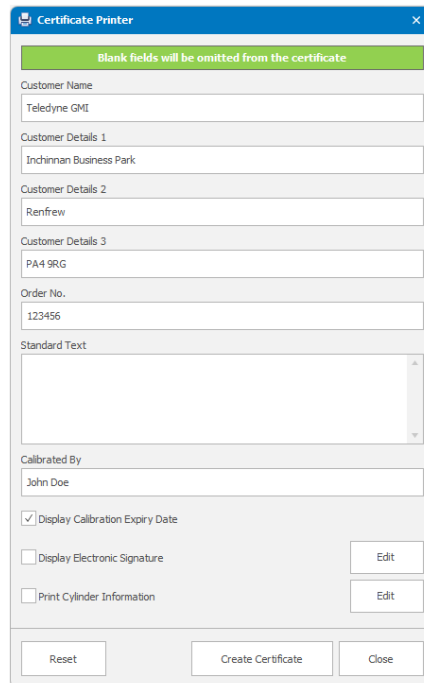 Certificate Printer
Blank fields will be omitted from the certificate
Customer Name
Teledyne GMI
Customer Details 1
Inchinnan Business Park
Customer Details 2
Renfrew
Customer Details 3
PA4 9RG
Order No.
123456
Standard Text
Calibrated By
John Doe
Display Calibration Expiry Date
Display Electronic Signature Edit
Print Cylinder Information Edit
Reset Create Certificate Close